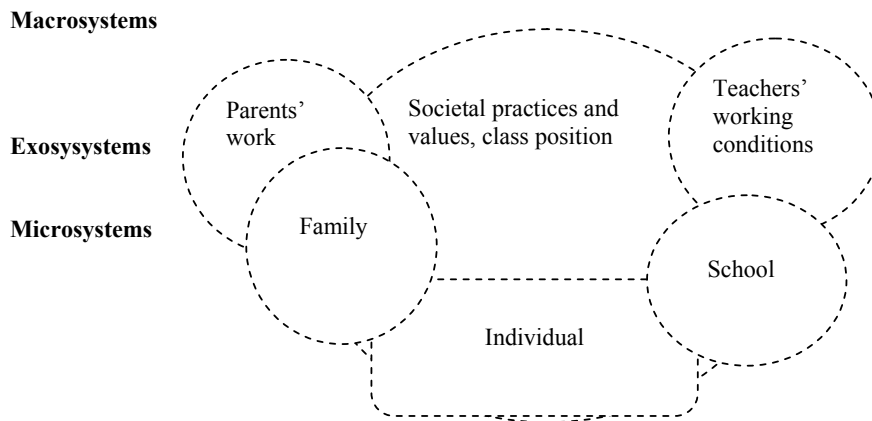 Macrosystems
Parents’
work
Societal practices and
values, class position
Teachers’
working
conditions
Exosysystems
Microsystems
Family
School
Individual